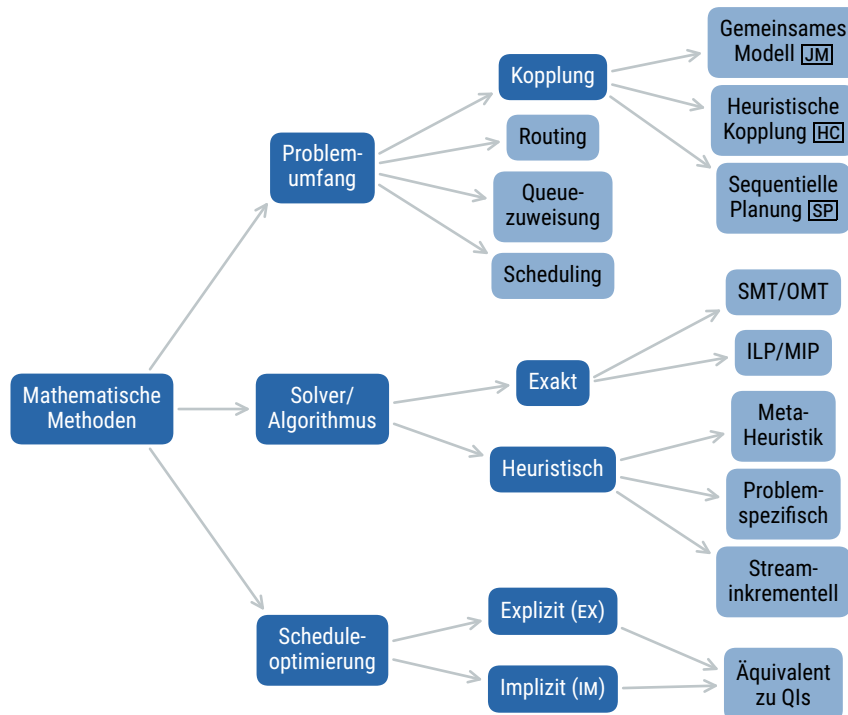 Gemeinsames
Modell JM
Kopplung
Heuristische
Kopplung HC
Routing
Problem-
umfang
Sequentielle
Planung SP
Queue-
zuweisung
Scheduling
SMT/OMT
ILP/MIP
Exakt
Mathematische
Methoden
Solver/
Algorithmus
Meta-
Heuristik
Heuristisch
Problem-
spezifisch
Stream-
inkrementell
Explizit (EX)
Schedule-
optimierung
Implizit (IM)
Äquivalent
zu QIs